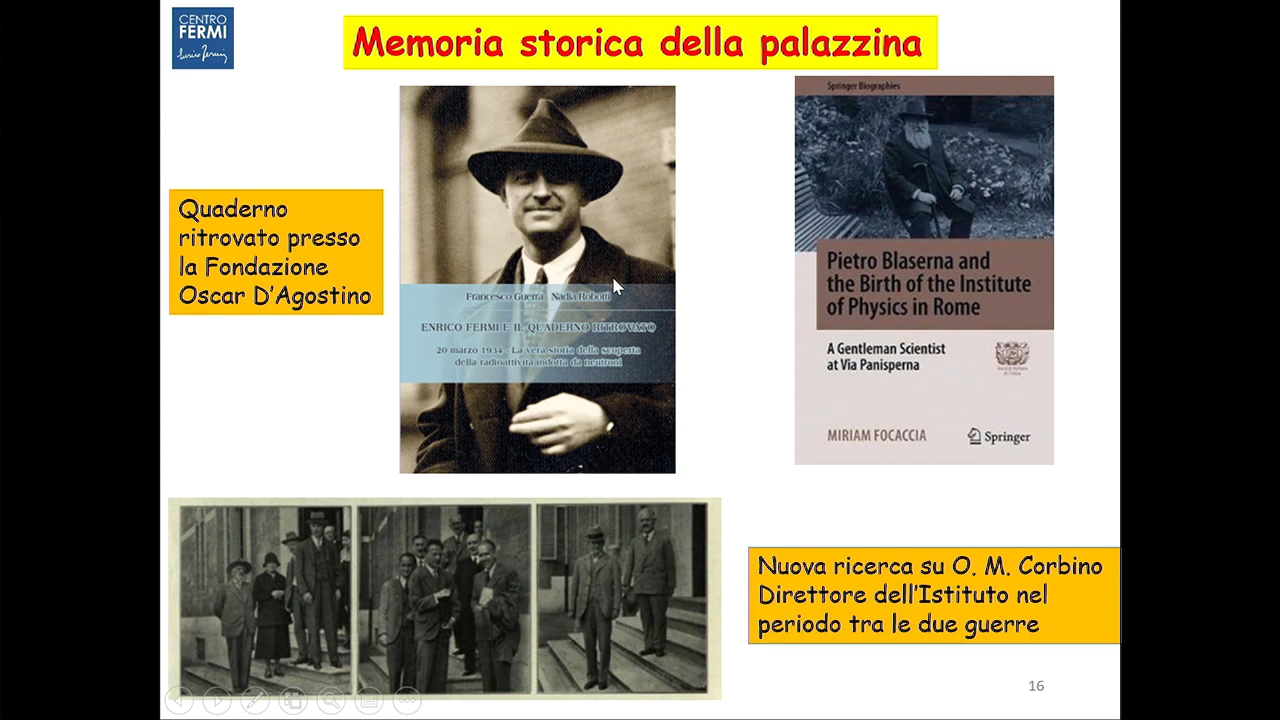 CENTRO
FERMI
Enrico Fermi
Memoria storica della palazzina
Quaderno
ritrovato presso
la Fondazione
Oscar D'Agostino
Francesco Guerra Nadia Robotti
ENRICO FERMI E IL QUADERNO RITROVATO
20 marzo 1934 - La vera storia della scoperta
della radioattività indotta da neutroni
Springer Biographies
Pietro Blaserna and
the Birth of the Institute
of Physics in Rome
A Gentleman Scientist
at Via Panisperna
MIRIAM FOCACCIA
Springer
Nuova ricerca su O. M. Corbino
Direttore dell'Istituto nel
periodo tra le due guerre
16